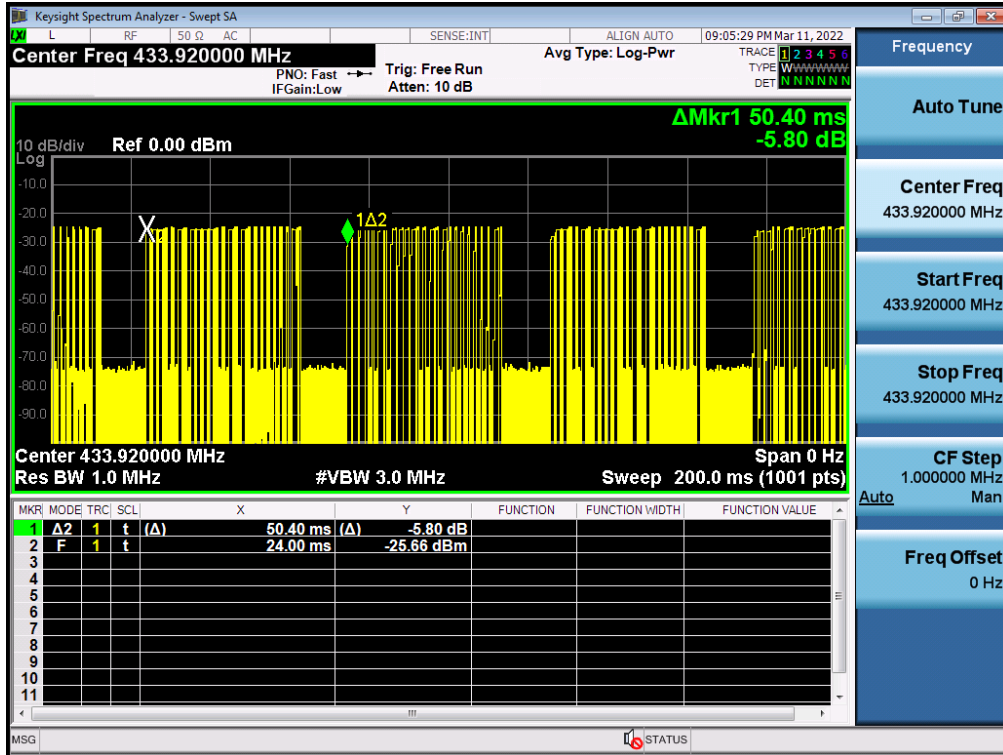 Keysight Spectrum Analyzer - Swept SA
LXI L RF 50 Ω AC SENSE:INT ALIGN AUTO 09:05:29 PM Mar 11, 2022
Center Freq 433.920000 MHz
PNO: Fast
IFGain:Low
Trig: Free Run
Atten: 10 dB
Avg Type: Log-Pwr
TRACE 1 2 3 4 5 6
TYPE W
DET N N N N N N
ΔMkr1 50.40 ms
-5.80 dB
10 dB/div Ref 0.00 dBm
Log
-10.0
-20.0
-30.0
-40.0
-50.0
-60.0
-70.0
-80.0
-90.0
1Δ2
Center 433.920000 MHz Span 0 Hz
Res BW 1.0 MHz #VBW 3.0 MHz Sweep 200.0 ms (1001 pts)
MKR MODE TRC SCL X Y FUNCTION FUNCTION WIDTH FUNCTION VALUE
1 Δ2 1 t (Δ) 50.40 ms (Δ) -5.80 dB
2 F 1 t 24.00 ms -25.66 dBm
3
4
5
6
7
8
9
10
11
MSG STATUS
Frequency
Auto Tune
Center Freq
433.920000 MHz
Start Freq
433.920000 MHz
Stop Freq
433.920000 MHz
CF Step
1.000000 MHz
Auto Man
Freq Offset
0 Hz